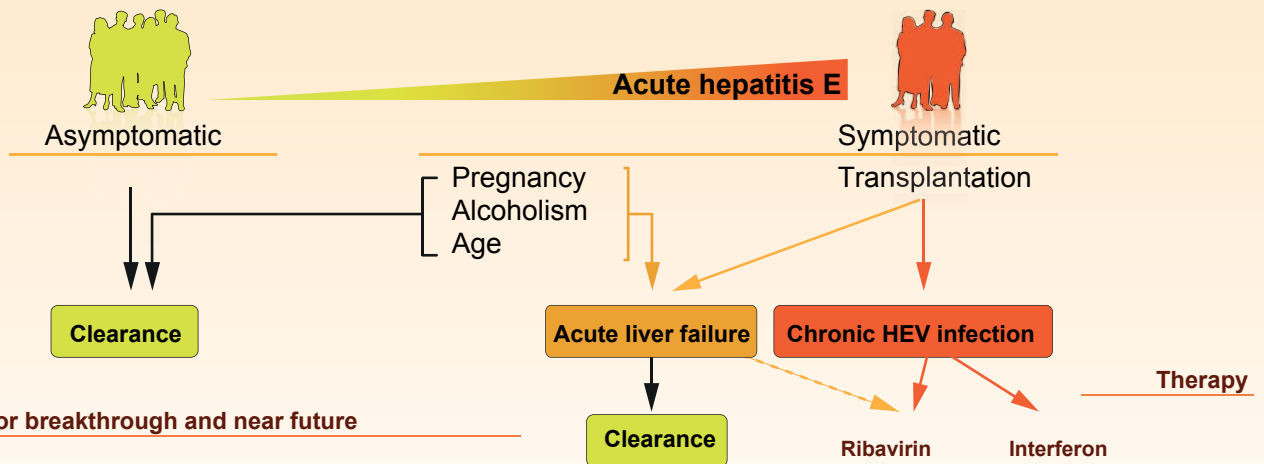 Acute hepatitis E
Asymptomatic
Symptomatic
Pregnancy
Alcoholism
Age
Transplantation
Clearance
Acute liver failure
Chronic HEV infection
Therapy
or breakthrough and near future
Clearance
Ribavirin
Interferon